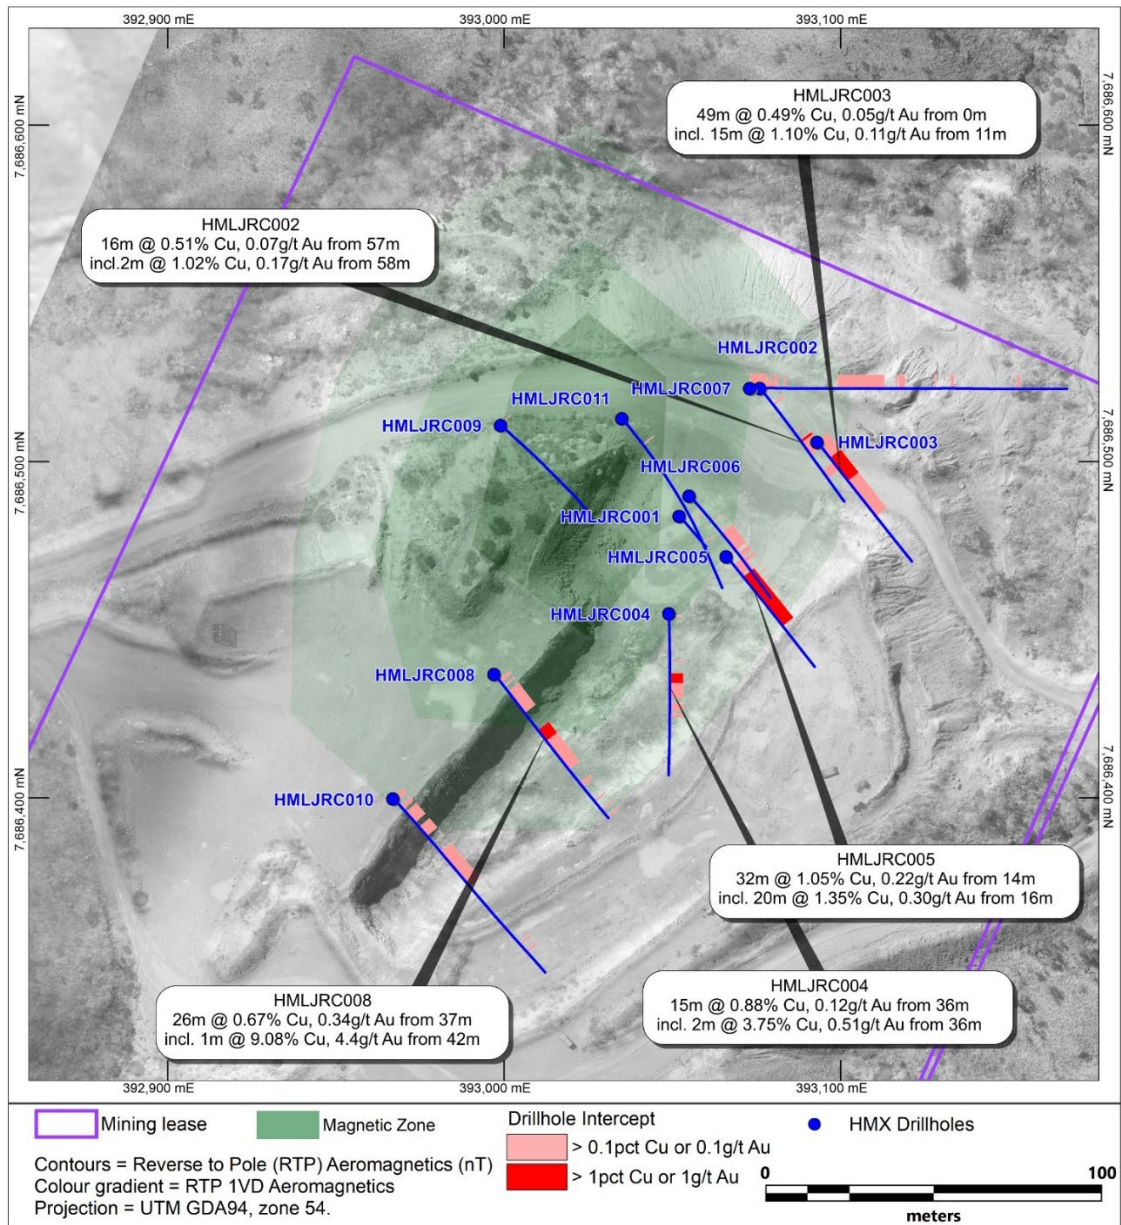 392,900 mE
393,000 mE
393,100 mE
7,686,600 mN
7,686,600 mN
HMLJRC003
49m @ 0.49% Cu, 0.05g/t Au from 0m
incl. 15m @ 1.10% Cu, 0.11g/t Au from 11m
HMLJRC002
16m @ 0.51% Cu, 0.07g/t Au from 57m
incl.2m @ 1.02% Cu, 0.17g/t Au from 58m
HMLJRC002
HMLJRC007
HMLJRC011
HMLJRC009
HMLJRC003
7,686,500 mN
7,686,500 mN
HMLJRC006
HMLJRC001
HMLJRC005
HMLJRC004
HMLJRC008
HMLJRC010
7,686,400 mN
7,686,400 mN
HMLJRC005
32m @ 1.05% Cu, 0.22g/t Au from 14m
incl. 20m @ 1.35% Cu, 0.30g/t Au from 16m
HMLJRC004
15m @ 0.88% Cu, 0.12g/t Au from 36m
incl. 2m @ 3.75% Cu, 0.51g/t Au from 36m
HMLJRC008
26m @ 0.67% Cu, 0.34g/t Au from 37m
incl. 1m @ 9.08% Cu, 4.4g/t Au from 42m
392,900 mE
393,000 mE
393,100 mE
Mining lease
Magnetic Zone
Drillhole Intercept
> 0.1pct Cu or 0.1g/t Au
> 1pct Cu or 1g/t Au
HMX Drillholes
Contours = Reverse to Pole (RTP) Aeromagnetics (nT)
Colour gradient = RTP 1VD Aeromagnetics
Projection = UTM GDA94, zone 54.
0
100
meters